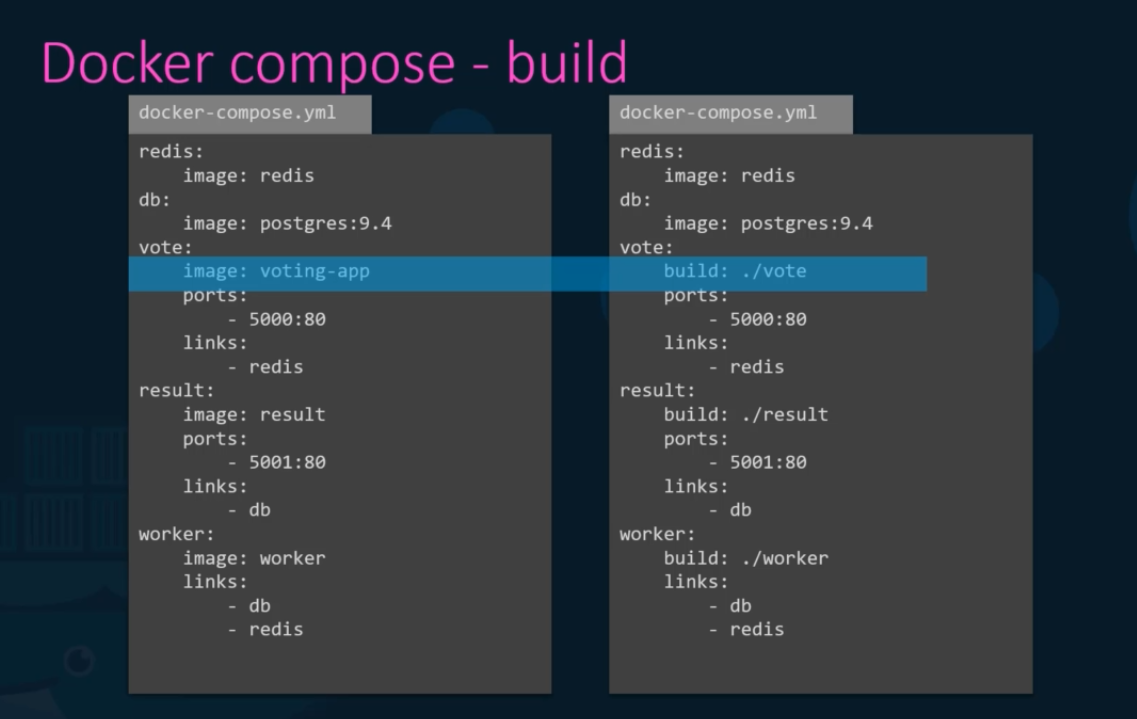 Docker compose - build
docker-compose.yml
redis:
    image: redis
db:
    image: postgres:9.4
vote:
    image: voting-app
    ports:
        - 5000:80
    links:
        - redis
result:
    image: result
    ports:
        - 5001:80
    links:
        - db
worker:
    image: worker
    links:
        - db
        - redis
docker-compose.yml
redis:
    image: redis
db:
    image: postgres:9.4
vote:
    build: ./vote
    ports:
        - 5000:80
    links:
        - redis
result:
    build: ./result
    ports:
        - 5001:80
    links:
        - db
worker:
    build: ./worker
    links:
        - db
        - redis